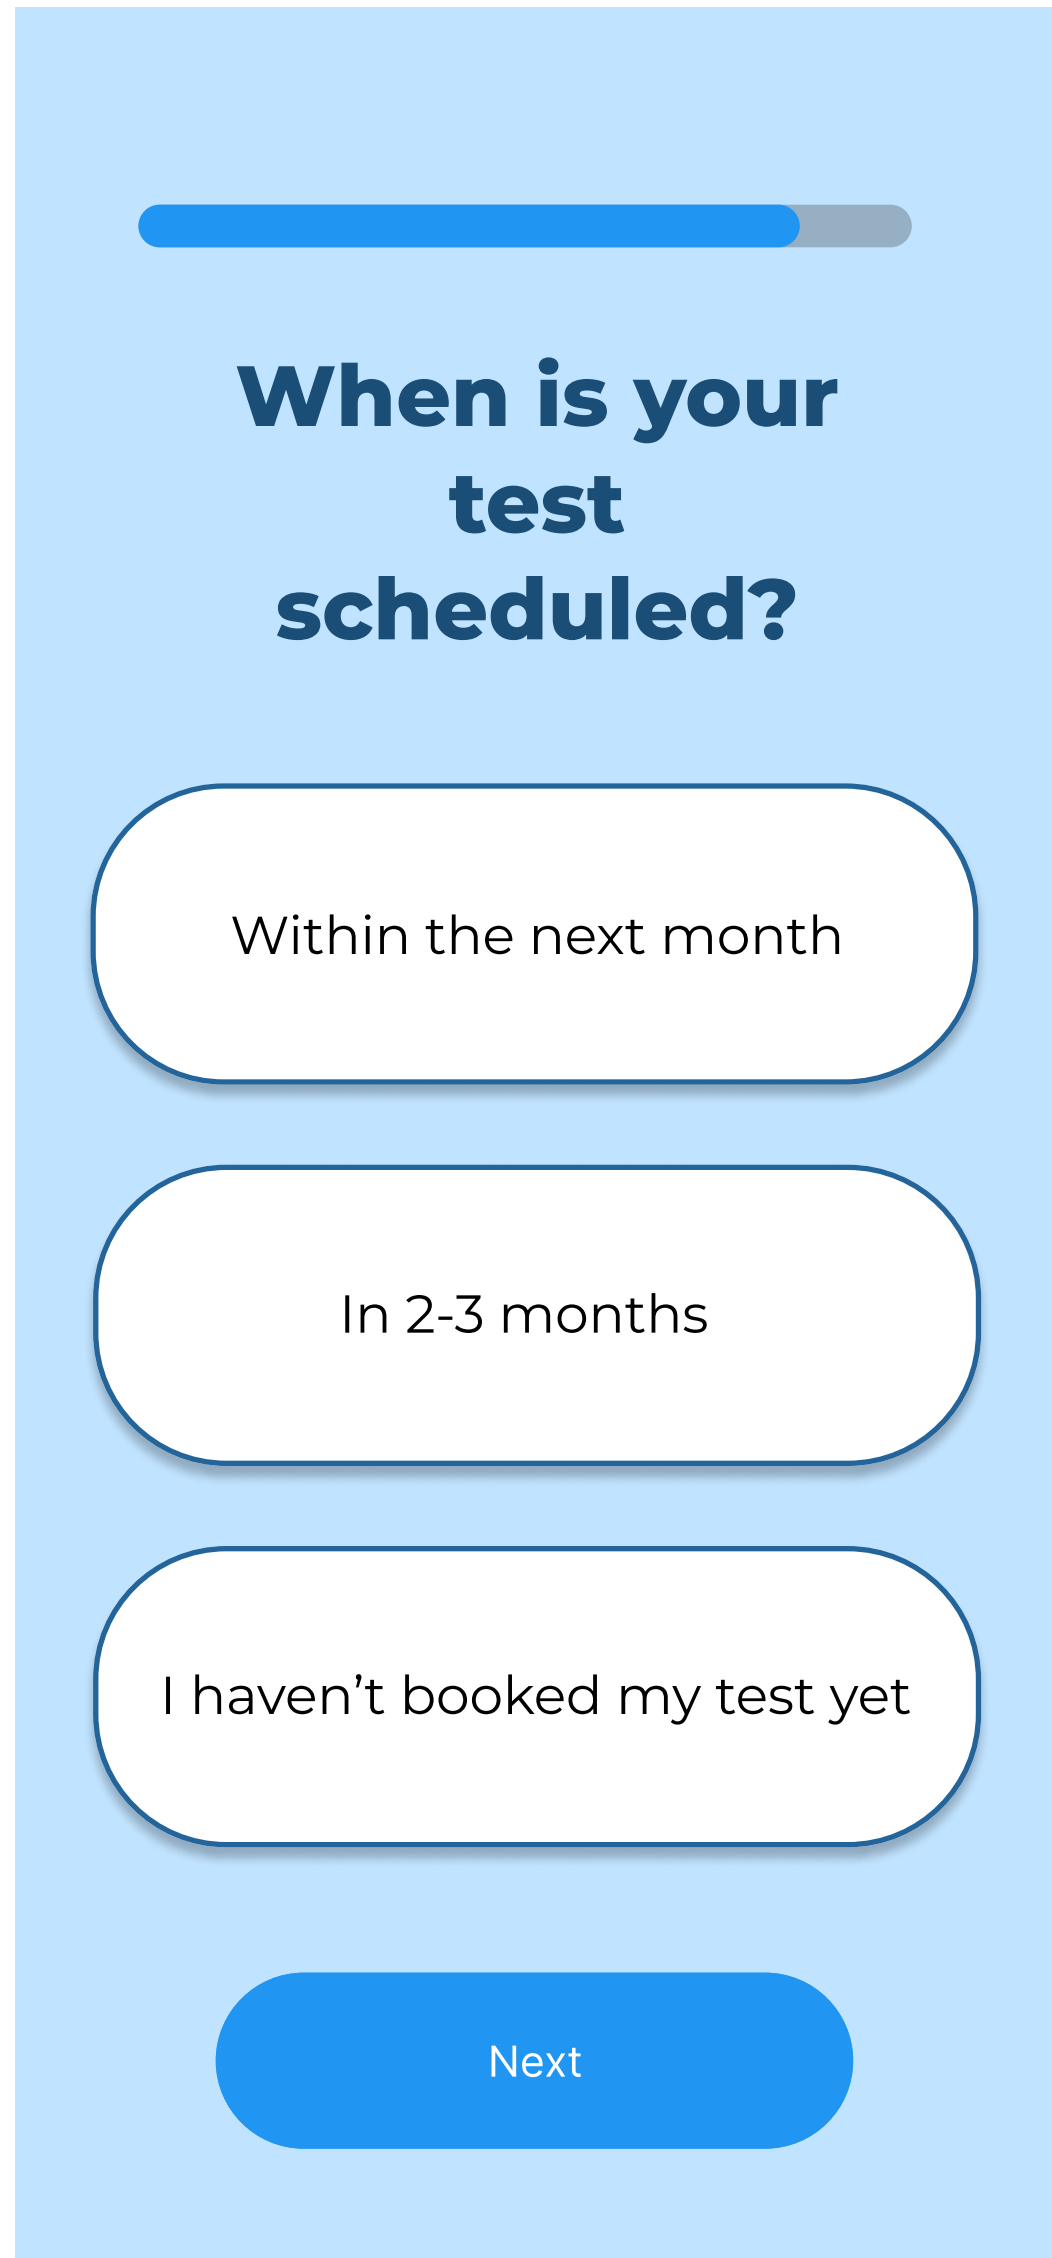 When is your
test
scheduled?
Within the next month
In 2-3 months
I haven’t booked my test yet
Next